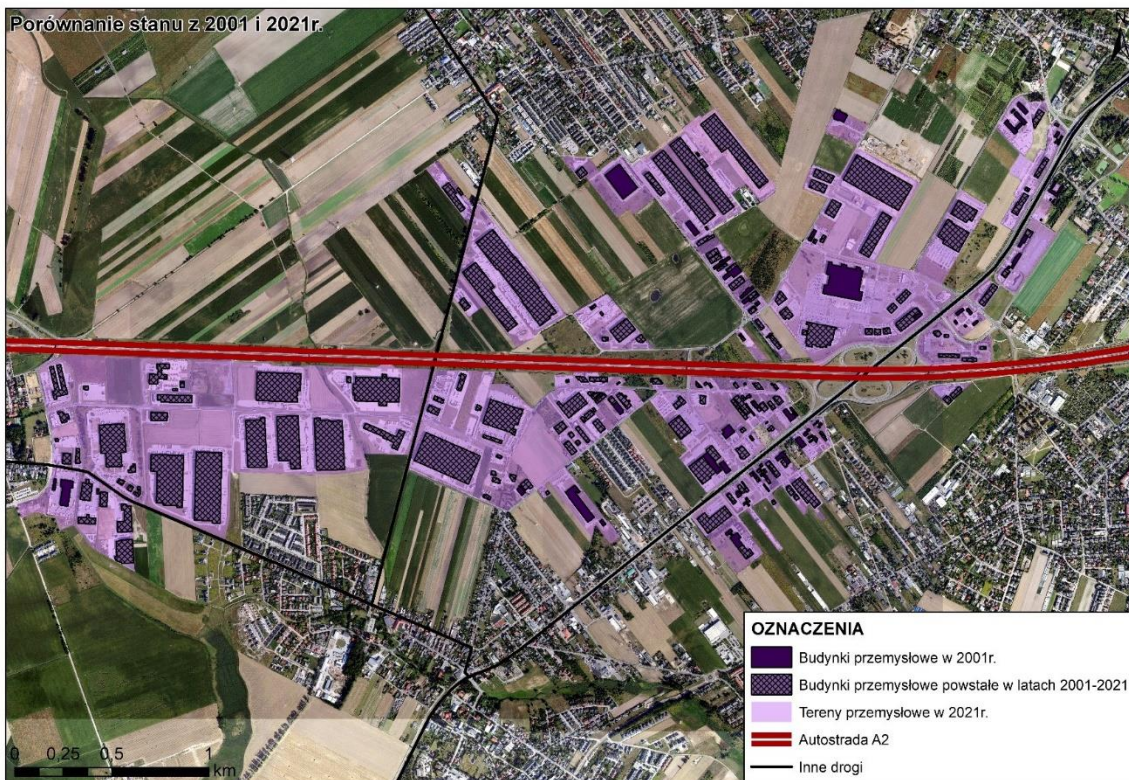 Porównanie stanu z 2001 i 2021r.
OZNACZENIA
Budynki przemysłowe w 2001r.
Budynki przemysłowe powstałe w latach 2001-2021
Tereny przemysłowe w 2021r.
Autostrada A2
Inne drogi
0 0,25 0,5 1
km